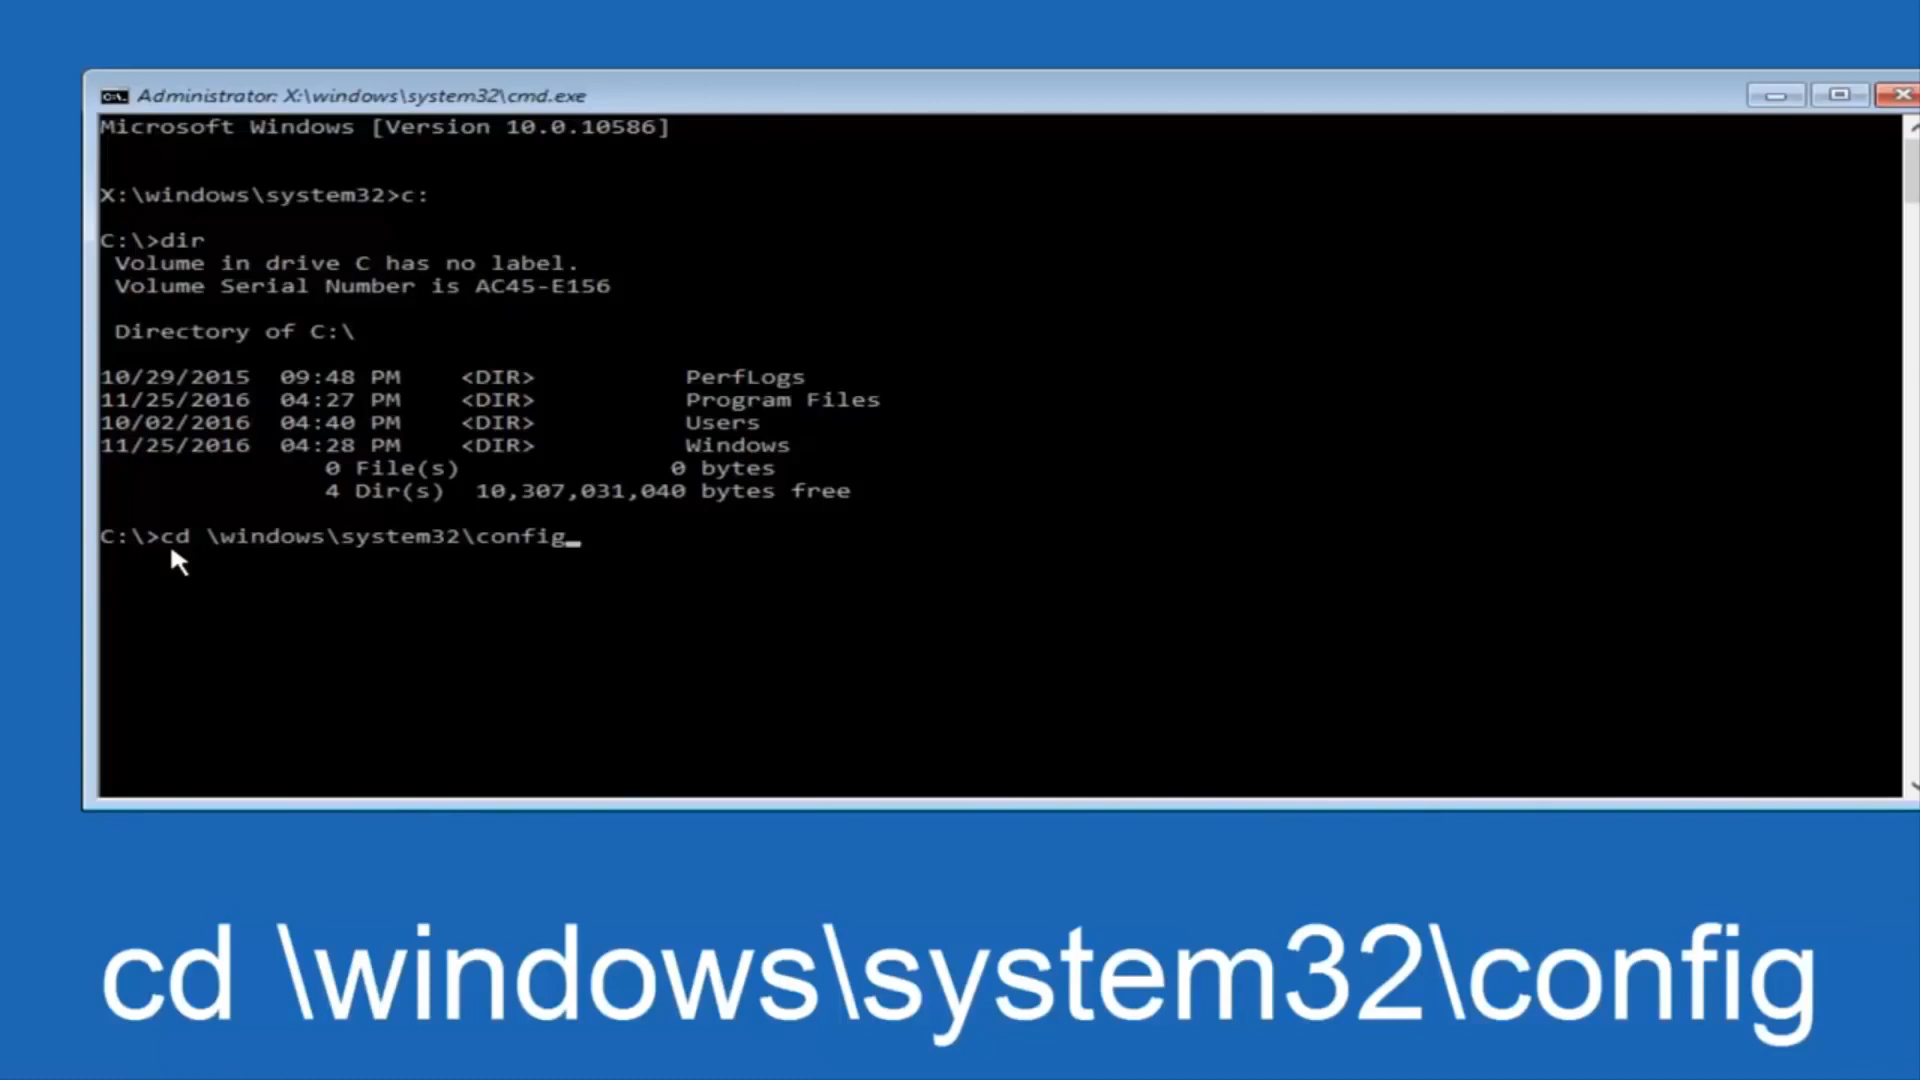 Administrator: X:\windows\system32\cmd.exe
Microsoft Windows [Version 10.0.10586]
X:\windows\system32>c:
C:\>dir
Volume in drive C has no label.
Volume Serial Number is AC45-E156
Directory of C:\
10/29/2015 09:48 PM <DIR> PerfLogs
11/25/2016 04:27 PM <DIR> Program Files
10/02/2016 04:40 PM <DIR> Users
11/25/2016 04:28 PM <DIR> Windows
0 File(s) 0 bytes
4 Dir(s) 10,307,031,040 bytes free
C:\>cd \windows\system32\config_
cd \windows\system32\config